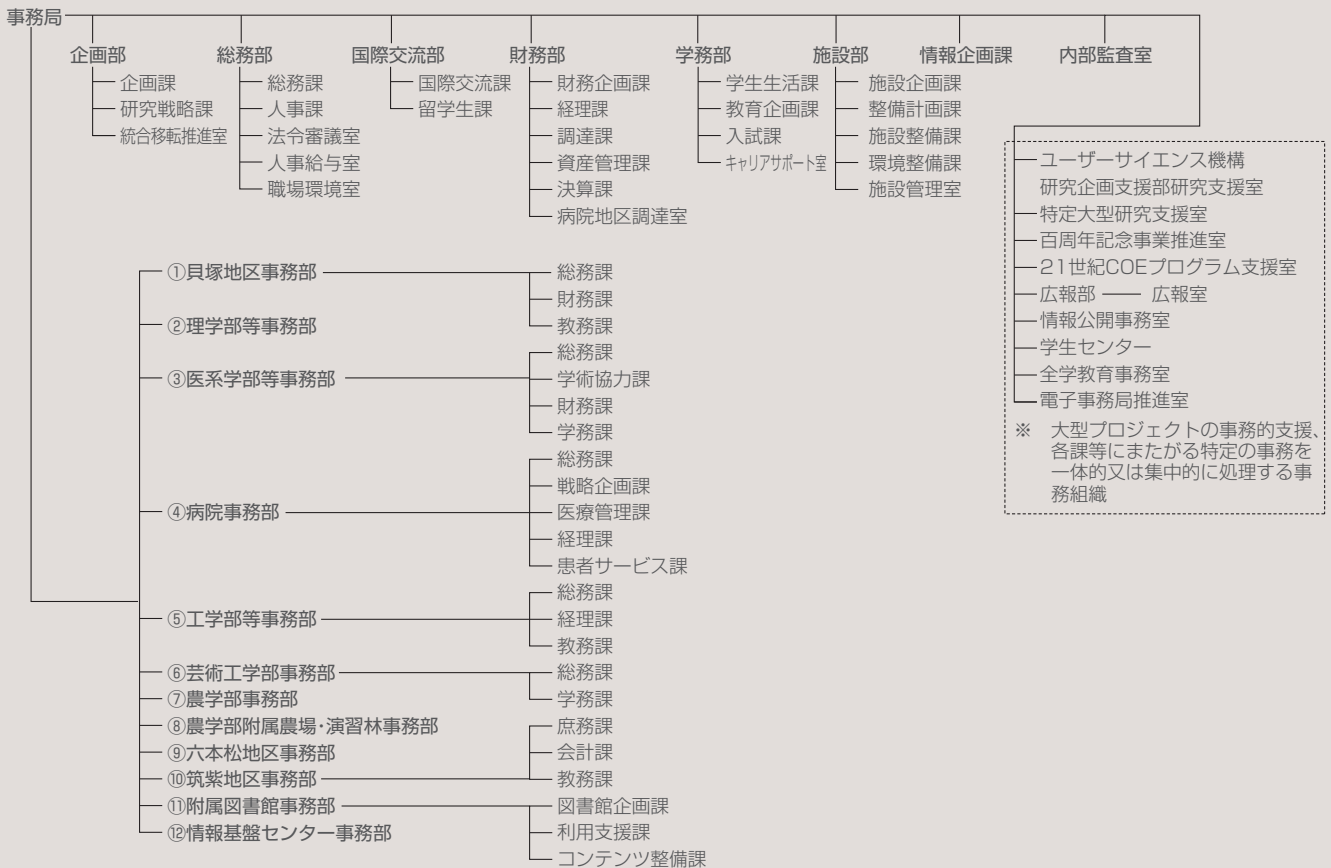 事務局
企画部
企画課
研究戦略課
統合移転推進室
総務部
総務課
人事課
法令審議室
人事給与室
職場環境室
国際交流部
国際交流課
留学生課
財務部
財務企画課
経理課
調達課
資産管理課
決算課
病院地区調達室
学務部
学生生活課
教育企画課
入試課
キャリアサポート室
施設部
施設企画課
整備計画課
施設整備課
環境整備課
施設管理室
情報企画課
内部監査室
ユーザーサイエンス機構
研究企画支援部研究支援室
特定大型研究支援室
百周年記念事業推進室
21世紀COEプログラム支援室
広報部 広報室
情報公開事務室
学生センター
全学教育事務室
電子事務局推進室
※ 大型プロジェクトの事務的支援、
各課等にまたがる特定の事務を
一体的又は集中的に処理する事
務組織
①貝塚地区事務部
総務課
財務課
教務課
②理学部等事務部
③医系学部等事務部
総務課
学術協力課
財務課
学務課
④病院事務部
総務課
戦略企画課
医療管理課
経理課
患者サービス課
⑤工学部等事務部
総務課
経理課
教務課
⑥芸術工学部事務部
総務課
学務課
⑦農学部事務部
⑧農学部附属農場・演習林事務部
⑨六本松地区事務部
⑩筑紫地区事務部
庶務課
会計課
教務課
⑪附属図書館事務部
図書館企画課
利用支援課
コンテンツ整備課
⑫情報基盤センター事務部